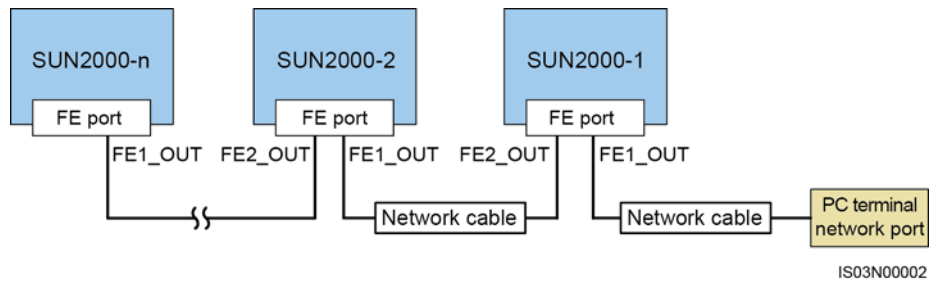 SUN2000-n SUN2000-2 SUN2000-1
FE port FE port FE port
FE1_OUT FE2_OUT FE1_OUT FE2_OUT FE1_OUT
Network cable Network cable PC terminal
network port
IS03N00002